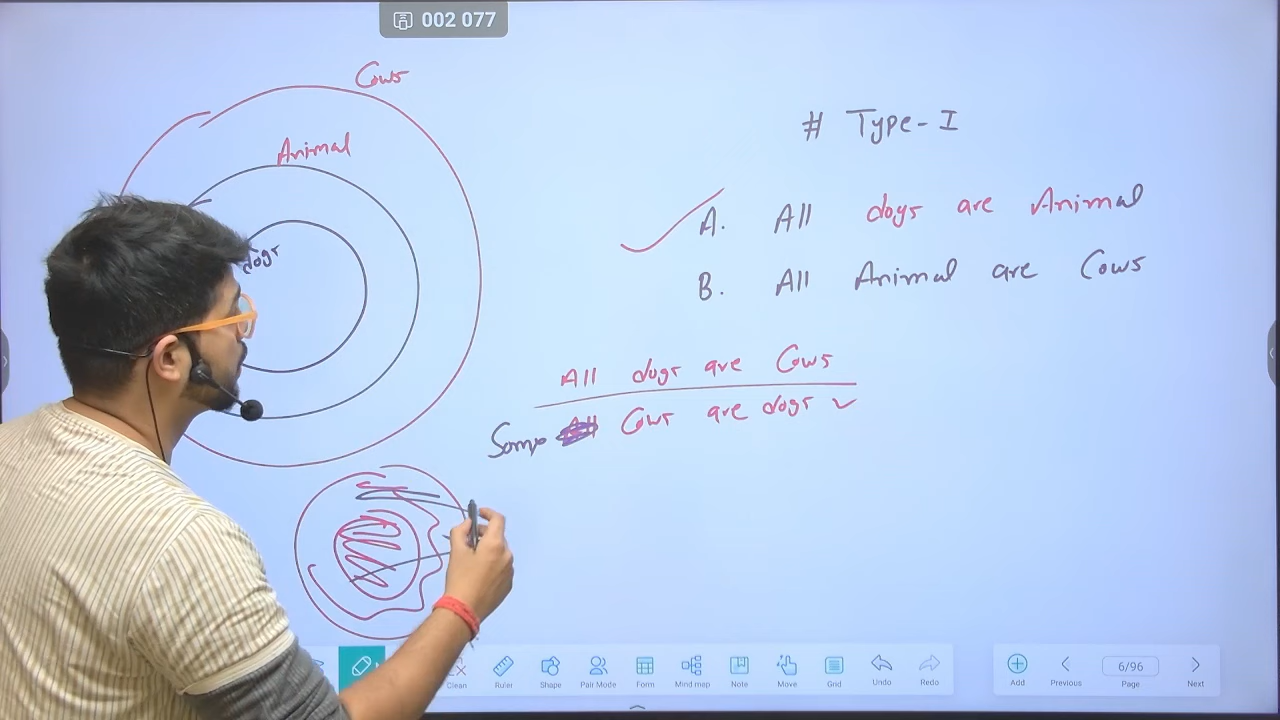 002 077
Cows
Animal
dogs
# Type-I
A. All dogs are Animal
B. All Animal are Cows
All dogs are Cows
Some Cows are dogs
Clean
Ruler
Shape
Pair Mode
Form
Mind map
Note
Move
Grid
Undo
Redo
Add
Previous
6/96
Page
Next